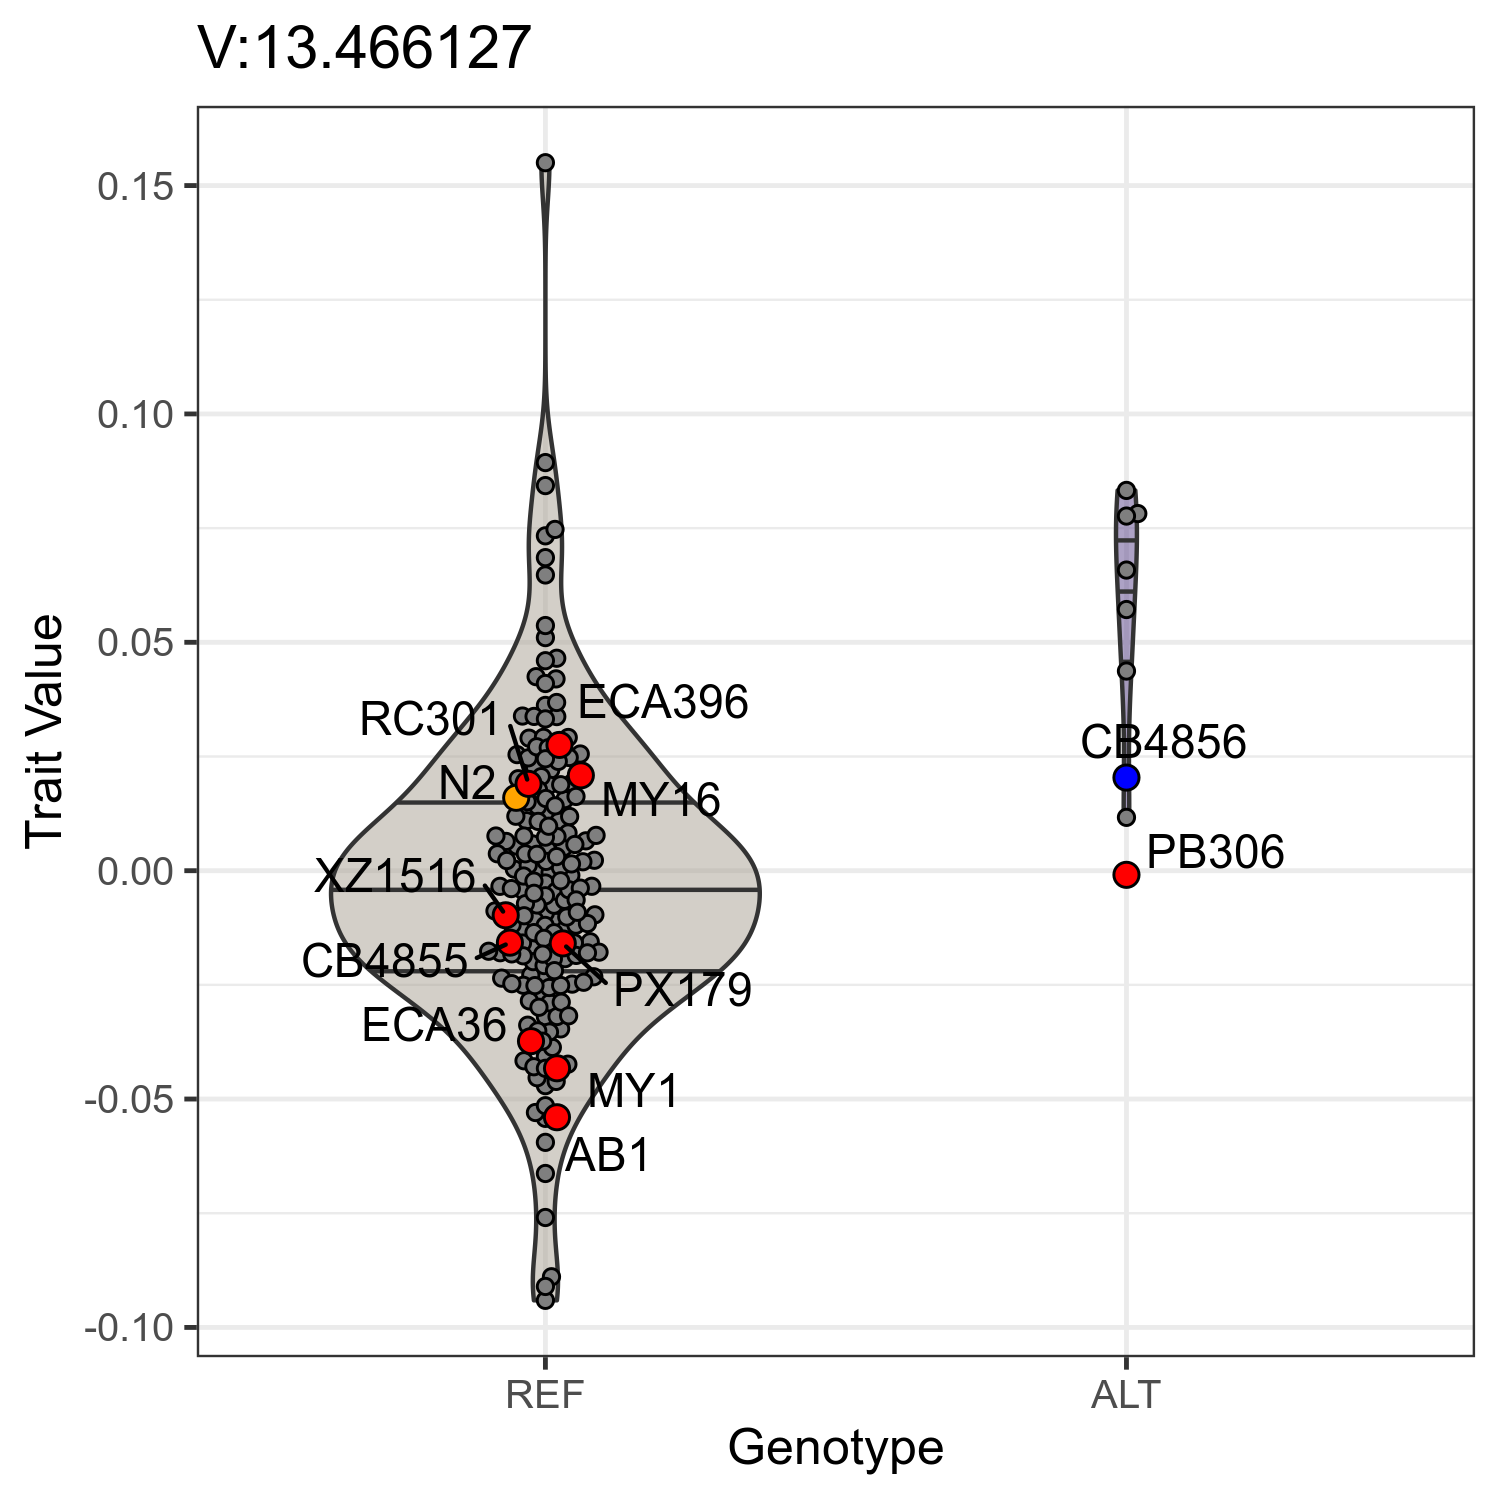 V:13.466127
Trait Value
0.15
0.10
0.05
0.00
-0.05
-0.10
RC301
ECA396
N2
MY16
XZ1516
CB4855
PX179
ECA36
MY1
AB1
CB4856
PB306
REF
ALT
Genotype